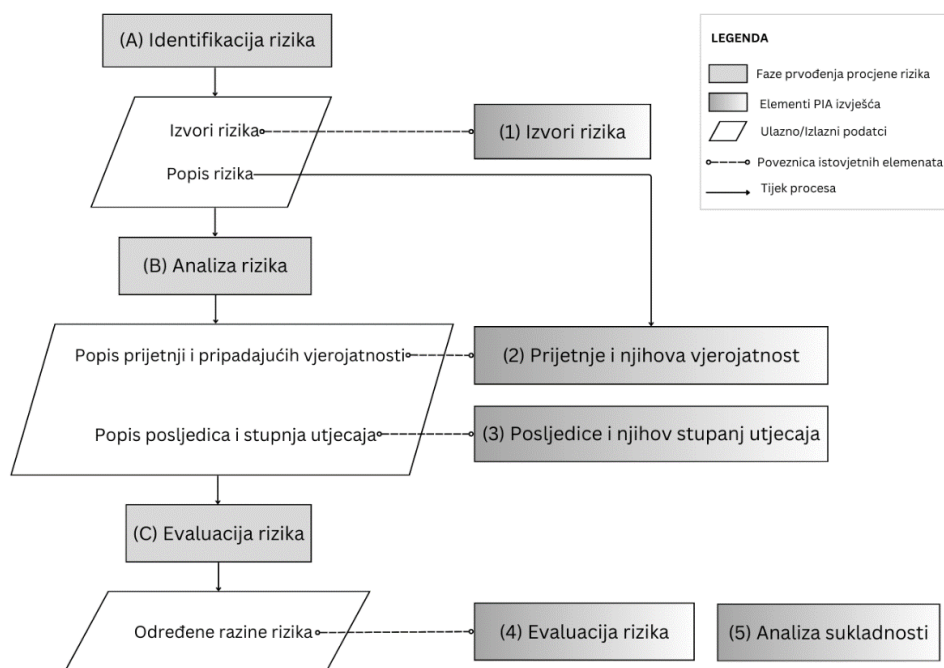 (A) Identifikacija rizika
LEGENDA
Faze prvođenja procjene rizika
Elementi PIA izvješća
Ulazno/Izlazni podatci
Poveznica istovjetnih elemenata
Tijek procesa
Izvori rizika
(1) Izvori rizika
Popis rizika
(B) Analiza rizika
Popis prijetnji i pripadajućih vjerojatnosti
(2) Prijetnje i njihova vjerojatnost
Popis posljedica i stupnja utjecaja
(3) Posljedice i njihov stupanj utjecaja
(C) Evaluacija rizika
Određene razine rizika
(4) Evaluacija rizika
(5) Analiza sukladnosti